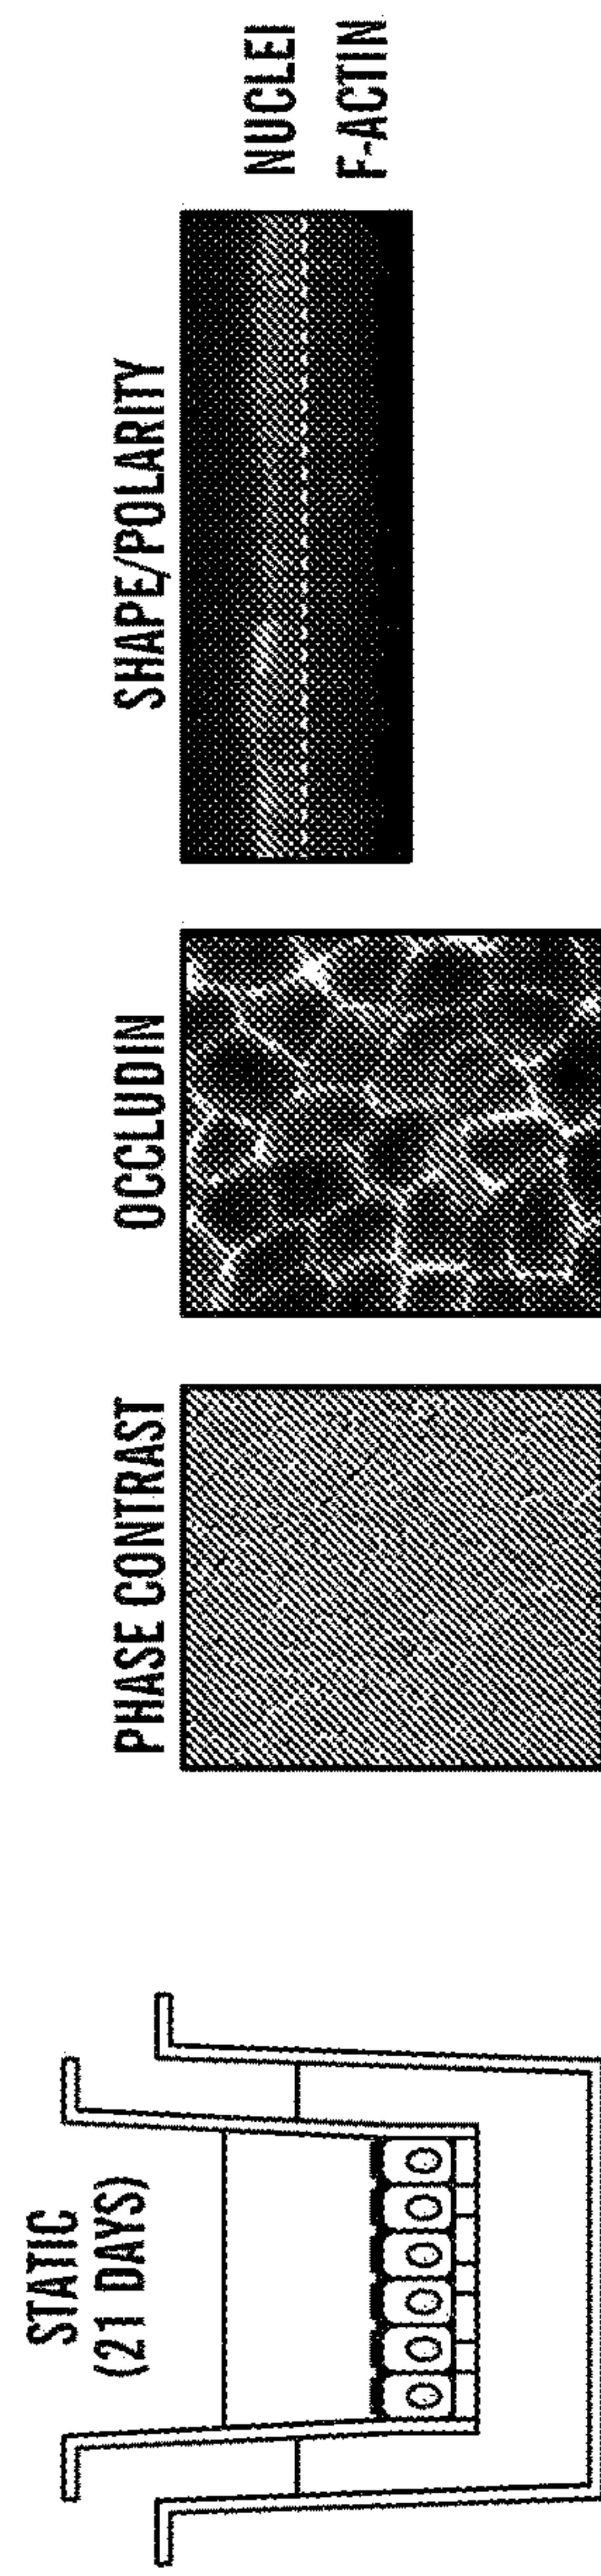 STATIC
(21 DAYS)
PHASE CONTRAST
OCCLUDIN
SHAPE/POLARITY
NUCLEI
F-ACTIN